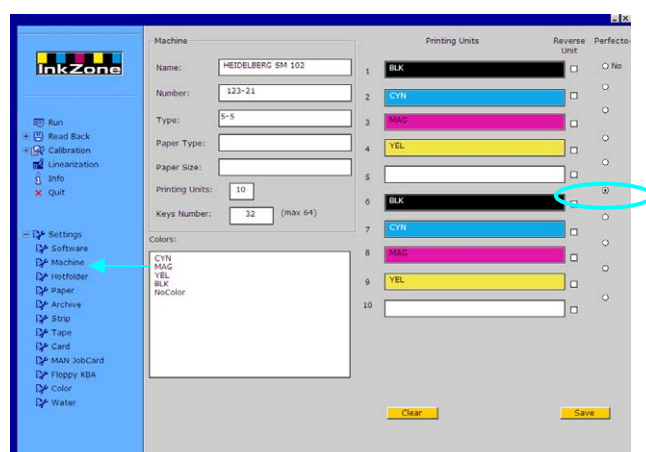 InkZone
Run
Read Back
Calibration
Linearization
Info
Quit
Settings
Software
Machine
Hotfolder
Paper
Archive
Strip
Tape
Card
MAN JobCard
Floppy KBA
Color
Water
Machine
Name: HEIDELBERG SM 102
Number: 123-21
Type: 5-5
Paper Type:
Paper Size:
Printing Units: 10
Keys Number: 32 (max 64)
Colors:
CYN
MAG
YEL
BLK
NoColor
Printing Units Reverse Unit Perfecto
1 BLK No
2 CYN
3 MAG
4 YEL
5
6 BLK
7 CYN
8 MAG
9 YEL
10
Clear Save